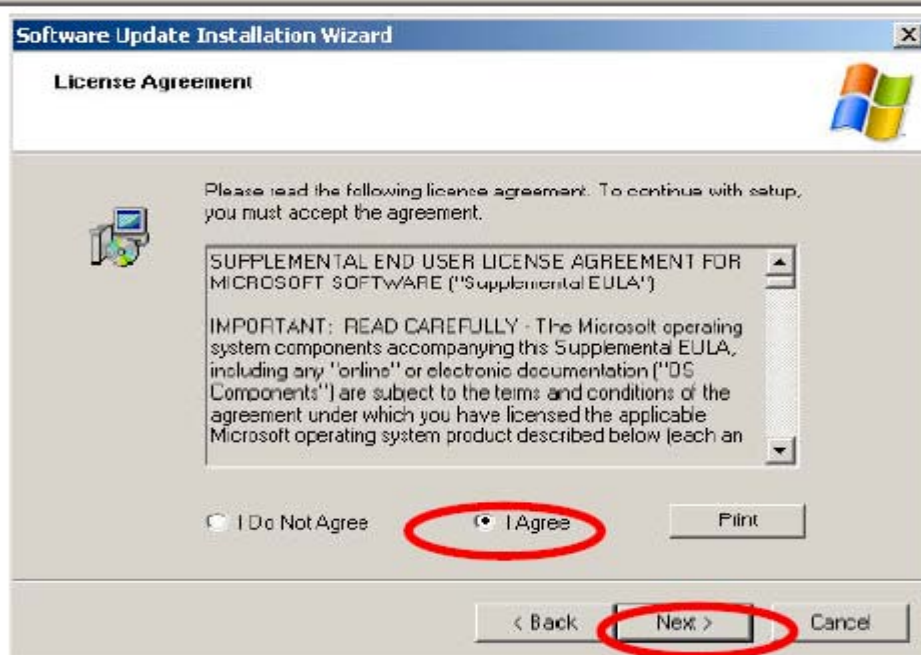 Software Update Installation Wizard
License Agreement
Please read the following license agreement. To continue with setup,
you must accept the agreement.
SUPPLEMENTAL END USER LICENSE AGREEMENT FOR
MICROSOFT SOFTWARE ("Supplemental EULA")
IMPORTANT: READ CAREFULLY - The Microsoft operating
system components accompanying this Supplemental EULA,
including any "online" or electronic documentation ("OS
Components") are subject to the terms and conditions of the
agreement under which you have licensed the applicable
Microsoft operating system product described below (each an
I Do Not Agree
I Agree
Print
< Back
Next >
Cancel